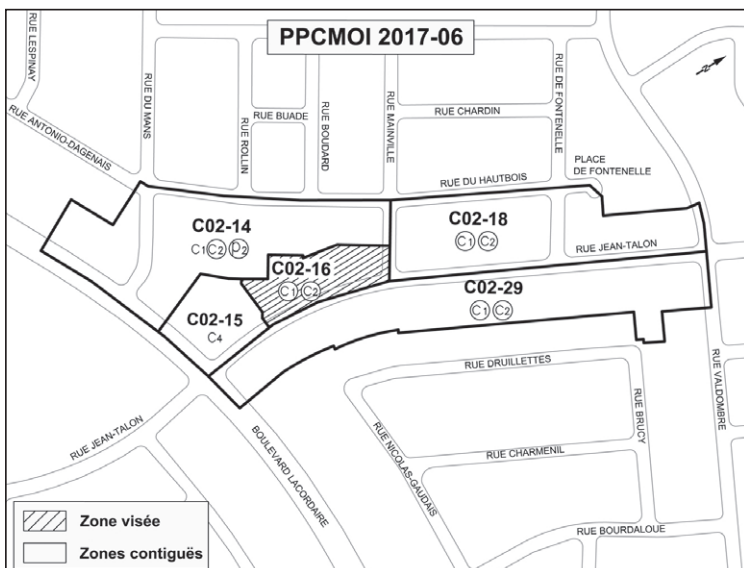 PPCMOI 2017-06
RUE LESPINAY
RUE ANTONIO-DAGENAIS
RUE DU MANS
RUE ROLLIN
RUE BUADE
RUE BOUDARD
RUE MAINVILLE
RUE CHARDIN
RUE DE FONTENELLE
N
PLACE
DE FONTENELLE
RUE DU HAUTBOIS
C02-14
C1 C2 P2
C02-18
C1 C2
RUE JEAN-TALON
C02-16
C1 C2
C02-29
C1 C2
C02-15
C4
RUE DRUILLETTES
RUE BRUCY
RUE VALDOMBRE
RUE JEAN-TALON
BOULEVARD LACORDAIRE
RUE NICOLAS-GAUDAIS
RUE CHARMENIL
RUE BOURDALOUE
Zone visée
Zones contiguës